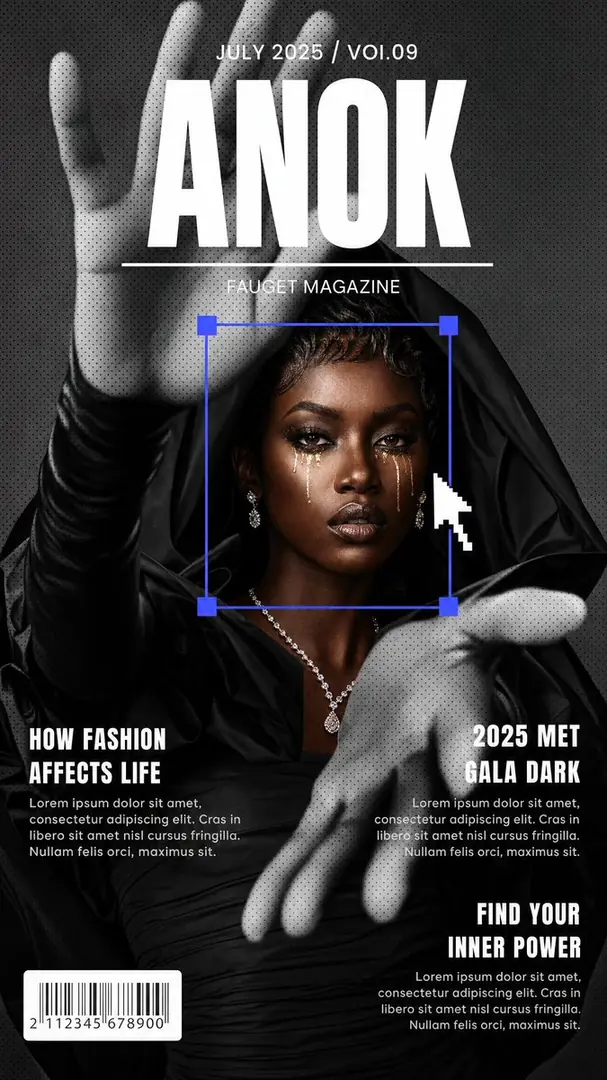 JULY 2025 / VOl.09
ANOK
FAUGET MAGAZINE
HOW FASHION
AFFECTS LIFE
Lorem ipsum dolor sit amet,
consectetur adipiscing elit. Cras in
libero sit amet nisl cursus fringilla.
Nullam felis orci, maximus sit.
2025 MET
GALA DARK
Lorem ipsum dolor sit amet,
consectetur adipiscing elit. Cras in
libero sit amet nisl cursus fringilla.
Nullam felis orci, maximus sit.
FIND YOUR
INNER POWER
Lorem ipsum dolor sit amet,
consectetur adipiscing elit. Cras in
libero sit amet nisl cursus fringilla.
Nullam felis orci, maximus sit.
2 112345 678900